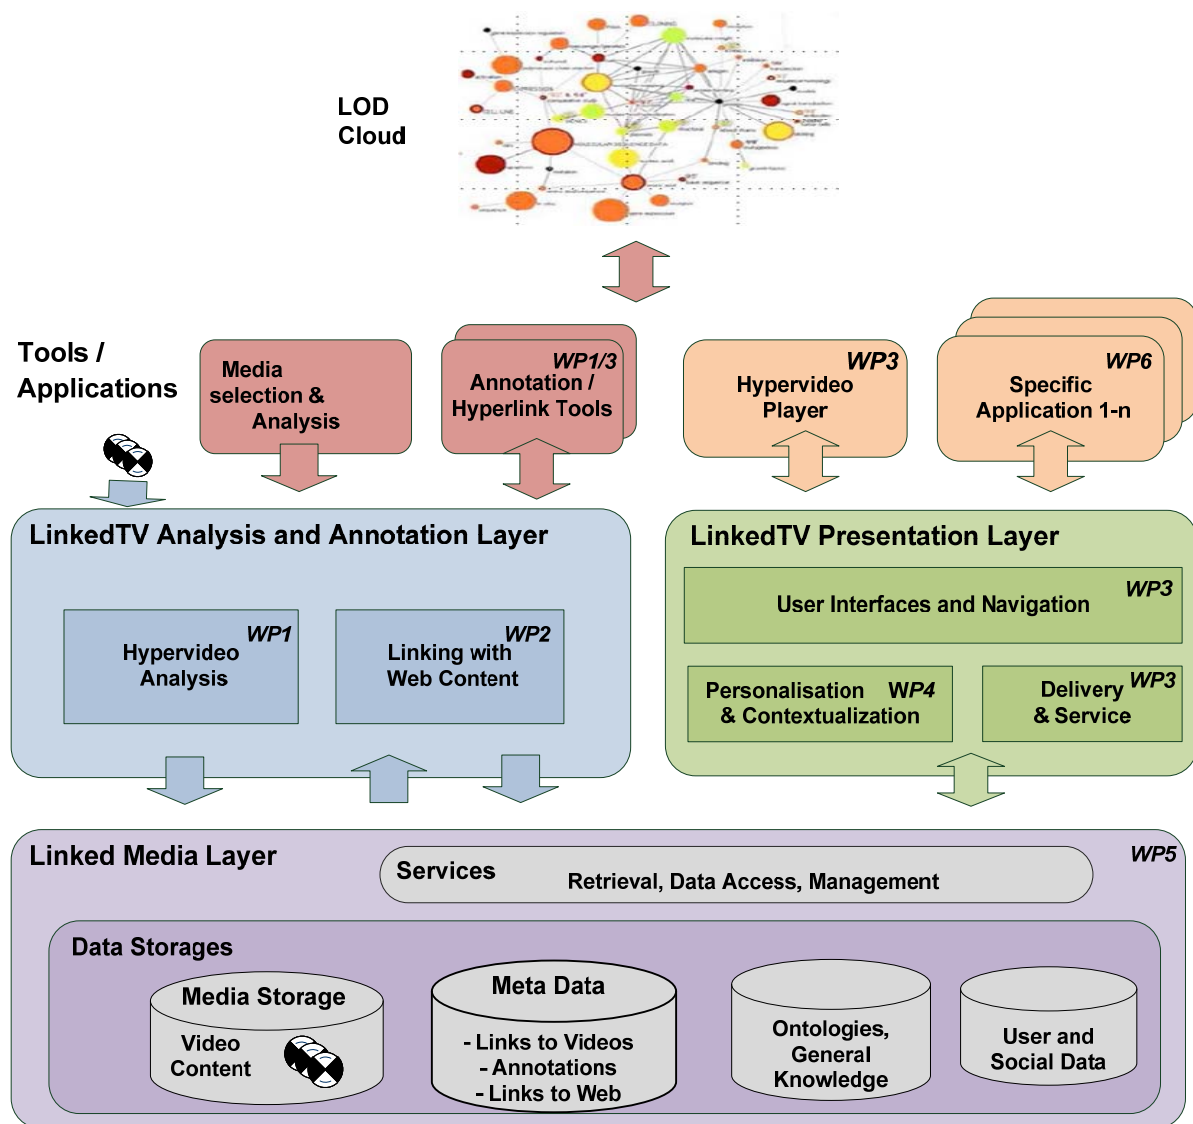 LOD
Cloud
MOLECULAR SEQUENCE DATA
Tools /
Applications
Media
selection &
Analysis
WP1/3
Annotation /
Hyperlink Tools
WP3
Hypervideo
Player
WP6
Specific
Application 1-n
LinkedTV Analysis and Annotation Layer
WP1
Hypervideo
Analysis
WP2
Linking with
Web Content
LinkedTV Presentation Layer
WP3
User Interfaces and Navigation
Personalisation WP4
& Contextualization
WP3
Delivery
& Service
Linked Media Layer
WP5
Services
Retrieval, Data Access, Management
Data Storages
Media Storage
Video
Content
Meta Data
- Links to Videos
- Annotations
- Links to Web
Ontologies,
General
Knowledge
User and
Social Data